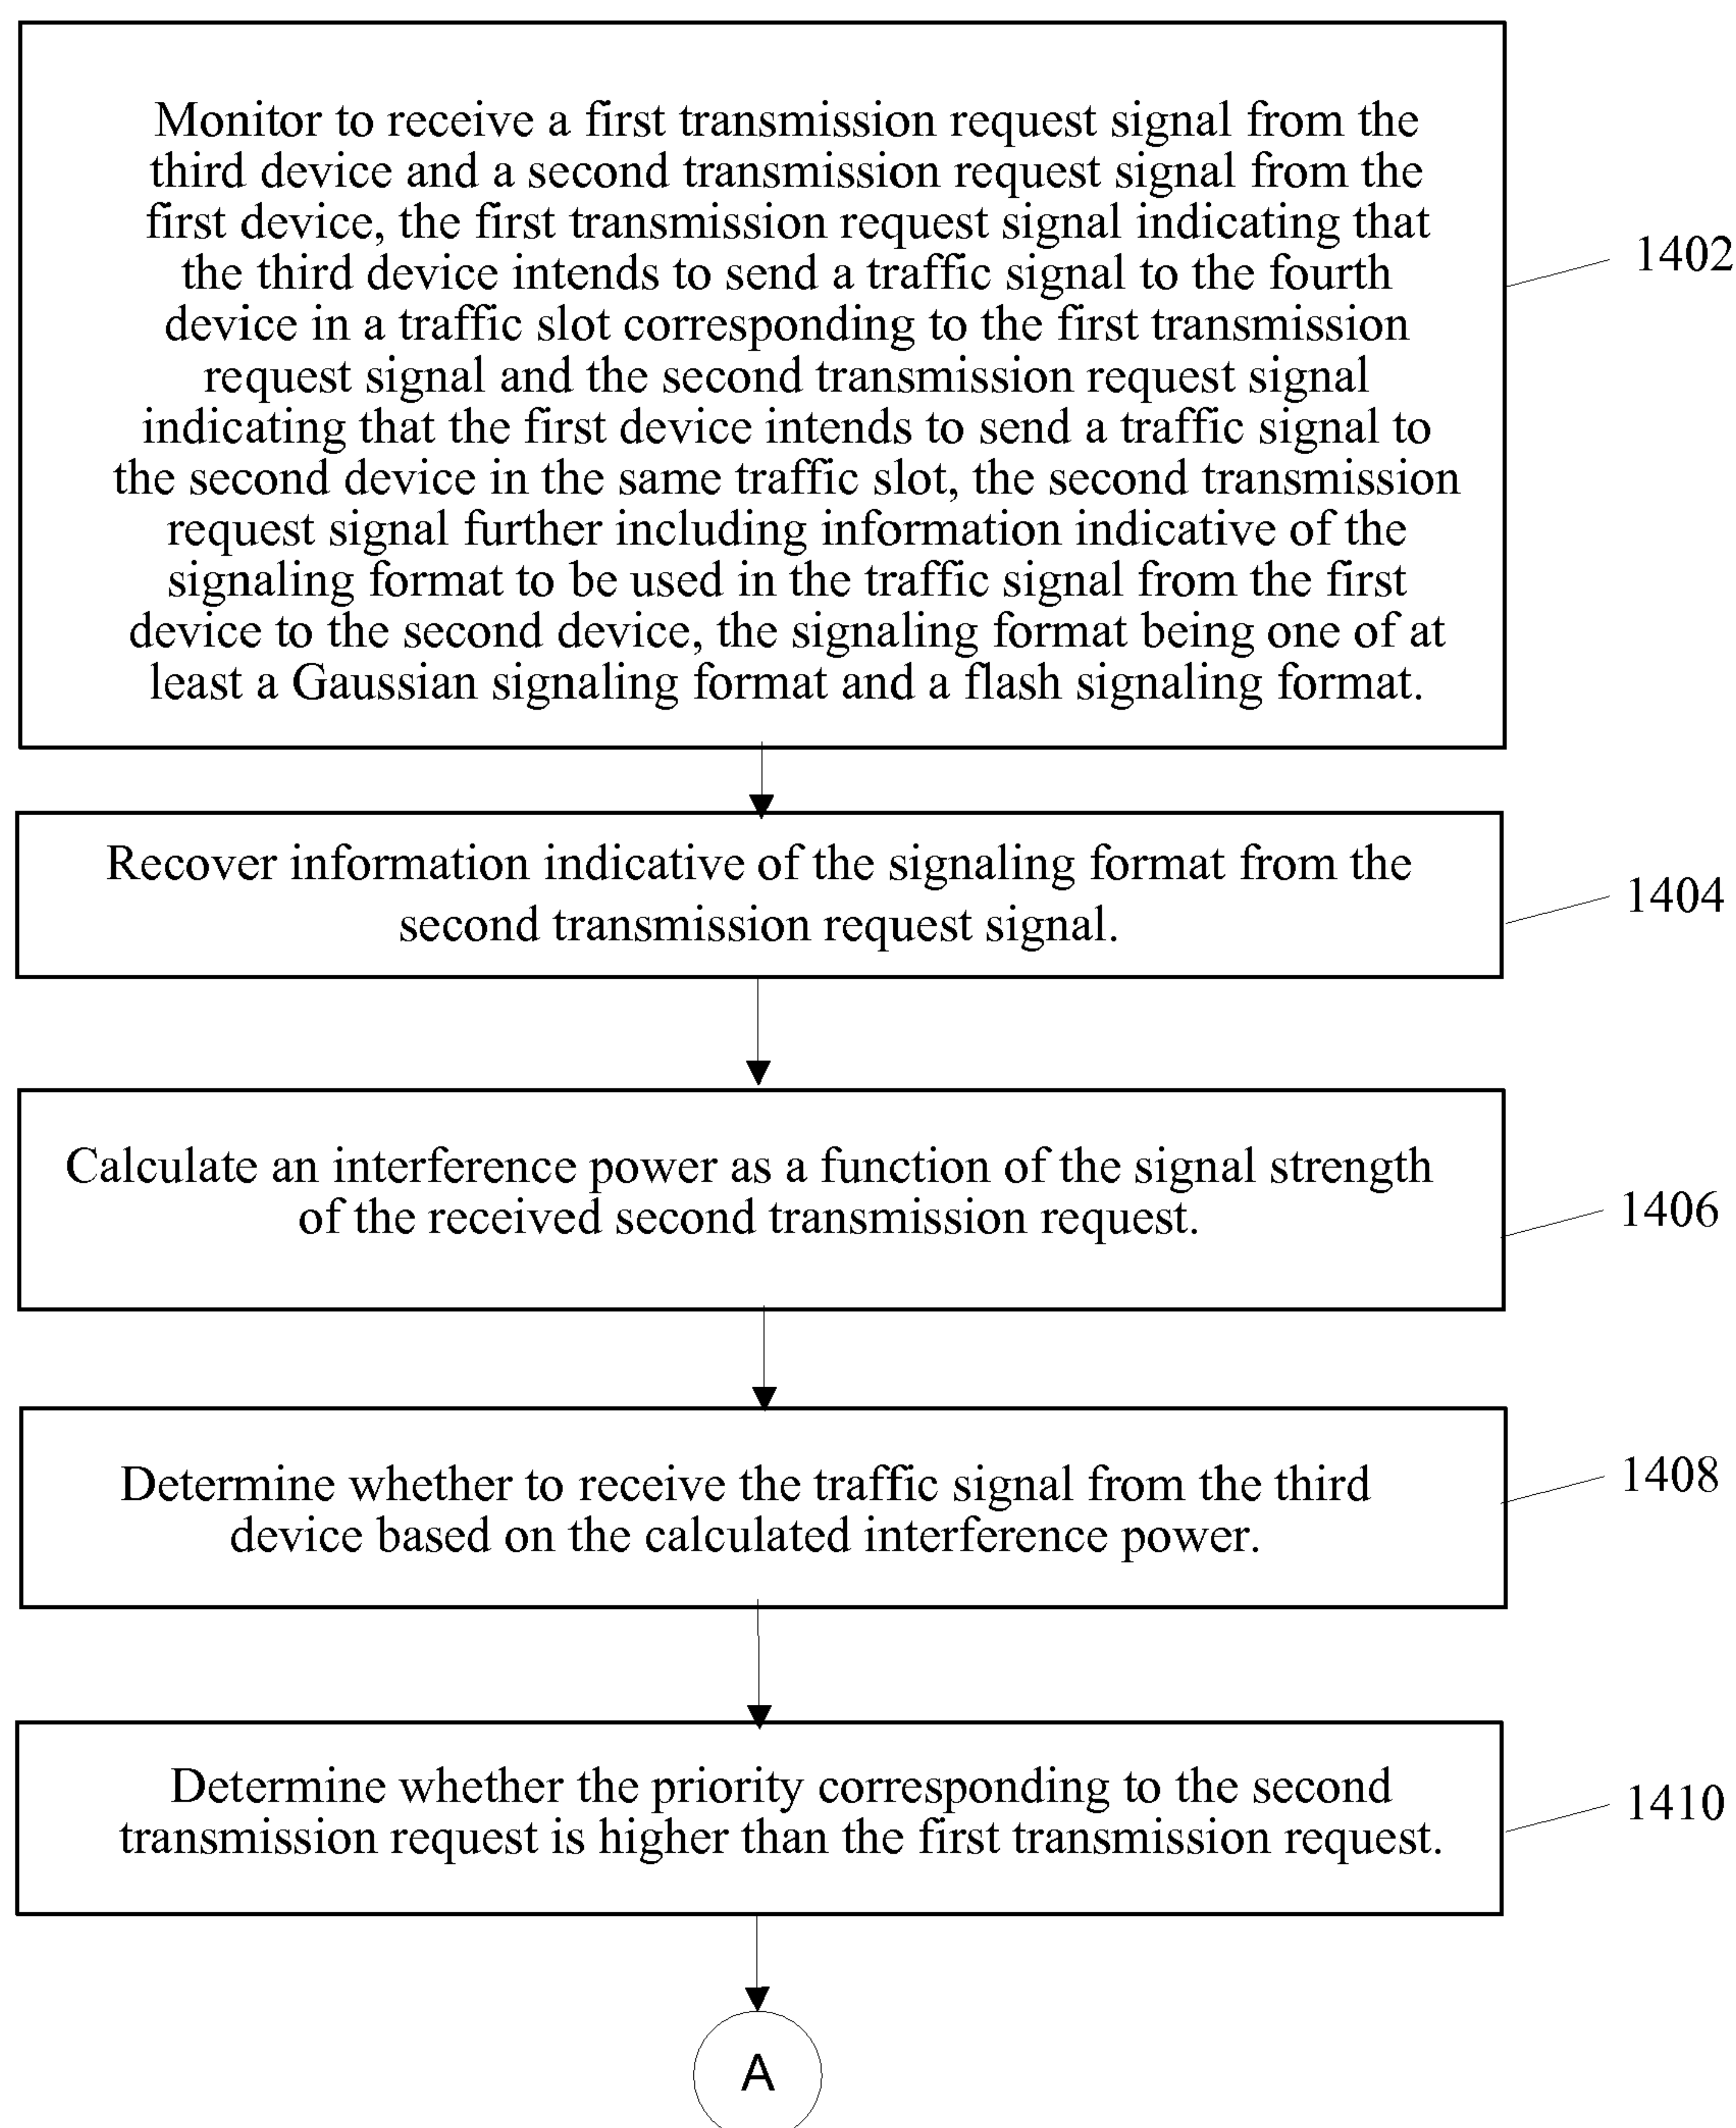 Monitor to receive a first transmission request signal from the
third device and a second transmission request signal from the
first device, the first transmission request signal indicating that
the third device intends to send a traffic signal to the fourth
device in a traffic slot corresponding to the first transmission
request signal and the second transmission request signal
indicating that the first device intends to send a traffic signal to
the second device in the same traffic slot, the second transmission
request signal further including information indicative of the
signaling format to be used in the traffic signal from the first
device to the second device, the signaling format being one of at
least a Gaussian signaling format and a flash signaling format.
1402
Recover information indicative of the signaling format from the
second transmission request signal.
1404
Calculate an interference power as a function of the signal strength
of the received second transmission request.
1406
Determine whether to receive the traffic signal from the third
device based on the calculated interference power.
1408
Determine whether the priority corresponding to the second
transmission request is higher than the first transmission request.
1410
A